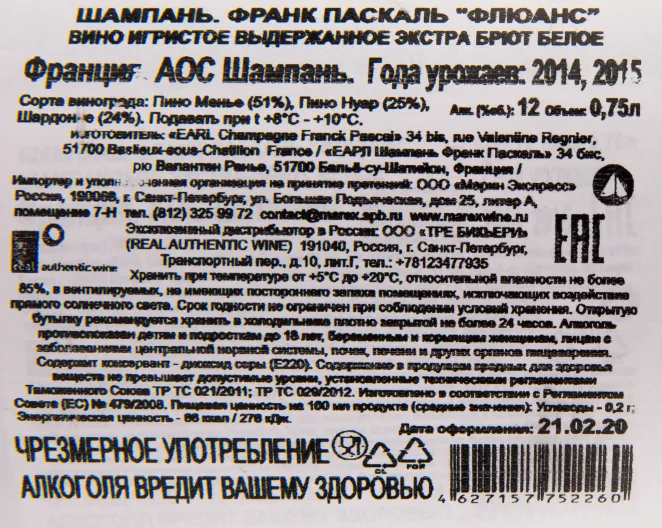 ШАМПАНЬ. ФРАНК ПАСКАЛЬ "ФЛЮАНС"
ВИНО ИГРИСТОЕ ВЫДЕРЖАННОЕ ЭКСТРА БРЮТ БЕЛОЕ
Франция АОС Шампань. Года урожаев: 2014, 2015
Сорта винограда: Пино Менье (51%), Пино Нуар (25%),
Шардоне (24%). Подавать при t +8°С - +10°С.
Алк. (%об.): 12 Объем: 0,75л
изготовитель: «EARL Champagne Franck Pascal» 34 bis, rue Valentine Regnier,
51700 Baslieux-sous-Chatillon France / «ЕАРЛ Шампань Франк Паскаль» 34 бис,
рю Валантен Ренье, 51700 Бальё-су-Шатийон, Франция /
Импортер и уполномоченная организация на принятие претензий: ООО «Марин Экспресс»
Россия, 190068, г. Санкт-Петербург, ул. Большая Подъяческая, дом 25, литер А,
помещение 7-Н тел. (812) 325 99 72 contact@marex.spb.ru www.marexwine.ru
Эксклюзивный дистрибьютор в России: ООО «ТРЕ БИКЬЕРИ»
(REAL AUTHENTIC WINE) 191040, Россия, г. Санкт-Петербург,
Транспортный пер., д.10, лит.Г, тел.: +78123477935
authentic.wine
ЕАС
Хранить при температуре от +5°С до +20°С, относительной влажности не более
85%, в вентилируемых, не имеющих постороннего запаха помещениях, исключающих воздействие
прямого солнечного света. Срок годности не ограничен при соблюдении условий хранения. Открытую
бутылку рекомендуется хранить в холодильнике плотно закрытой не более 24 часов. Алкоголь
противопоказан детям и подросткам до 18 лет, беременным и кормящим женщинам, лицам с
заболеваниями центральной нервной системы, почек, печени и других органов пищеварения.
Содержит консервант - диоксид серы (Е220). Содержание в продукции вредных для здоровья
веществ не превышает допустимые уровни, установленные техническими регламентами
Таможенного Союза ТР ТС 021/2011; ТР ТС 029/2012. Изготовлено в соответствии с Регламентом
Совета (ЕС) № 479/2008. Пищевая ценность на 100 мл продукта (средние значения): Углеводы - 0,2 г;
Энергетическая ценность - 66 ккал / 276 кДж.
Дата оформления: 21.02.20
ЧРЕЗМЕРНОЕ УПОТРЕБЛЕНИЕ
АЛКОГОЛЯ ВРЕДИТ ВАШЕМУ ЗДОРОВЬЮ
GL
FOR
4 627157 752260